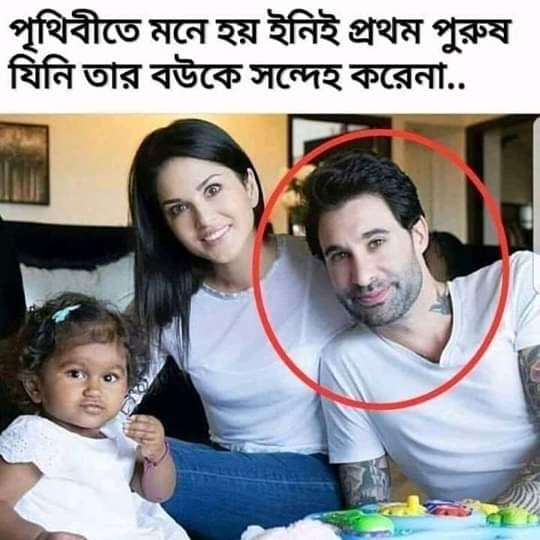 পৃথিবীতে মনে হয় ইনিই প্রথম পুরুষ
যিনি তার বউকে সন্দেহ করেনা..